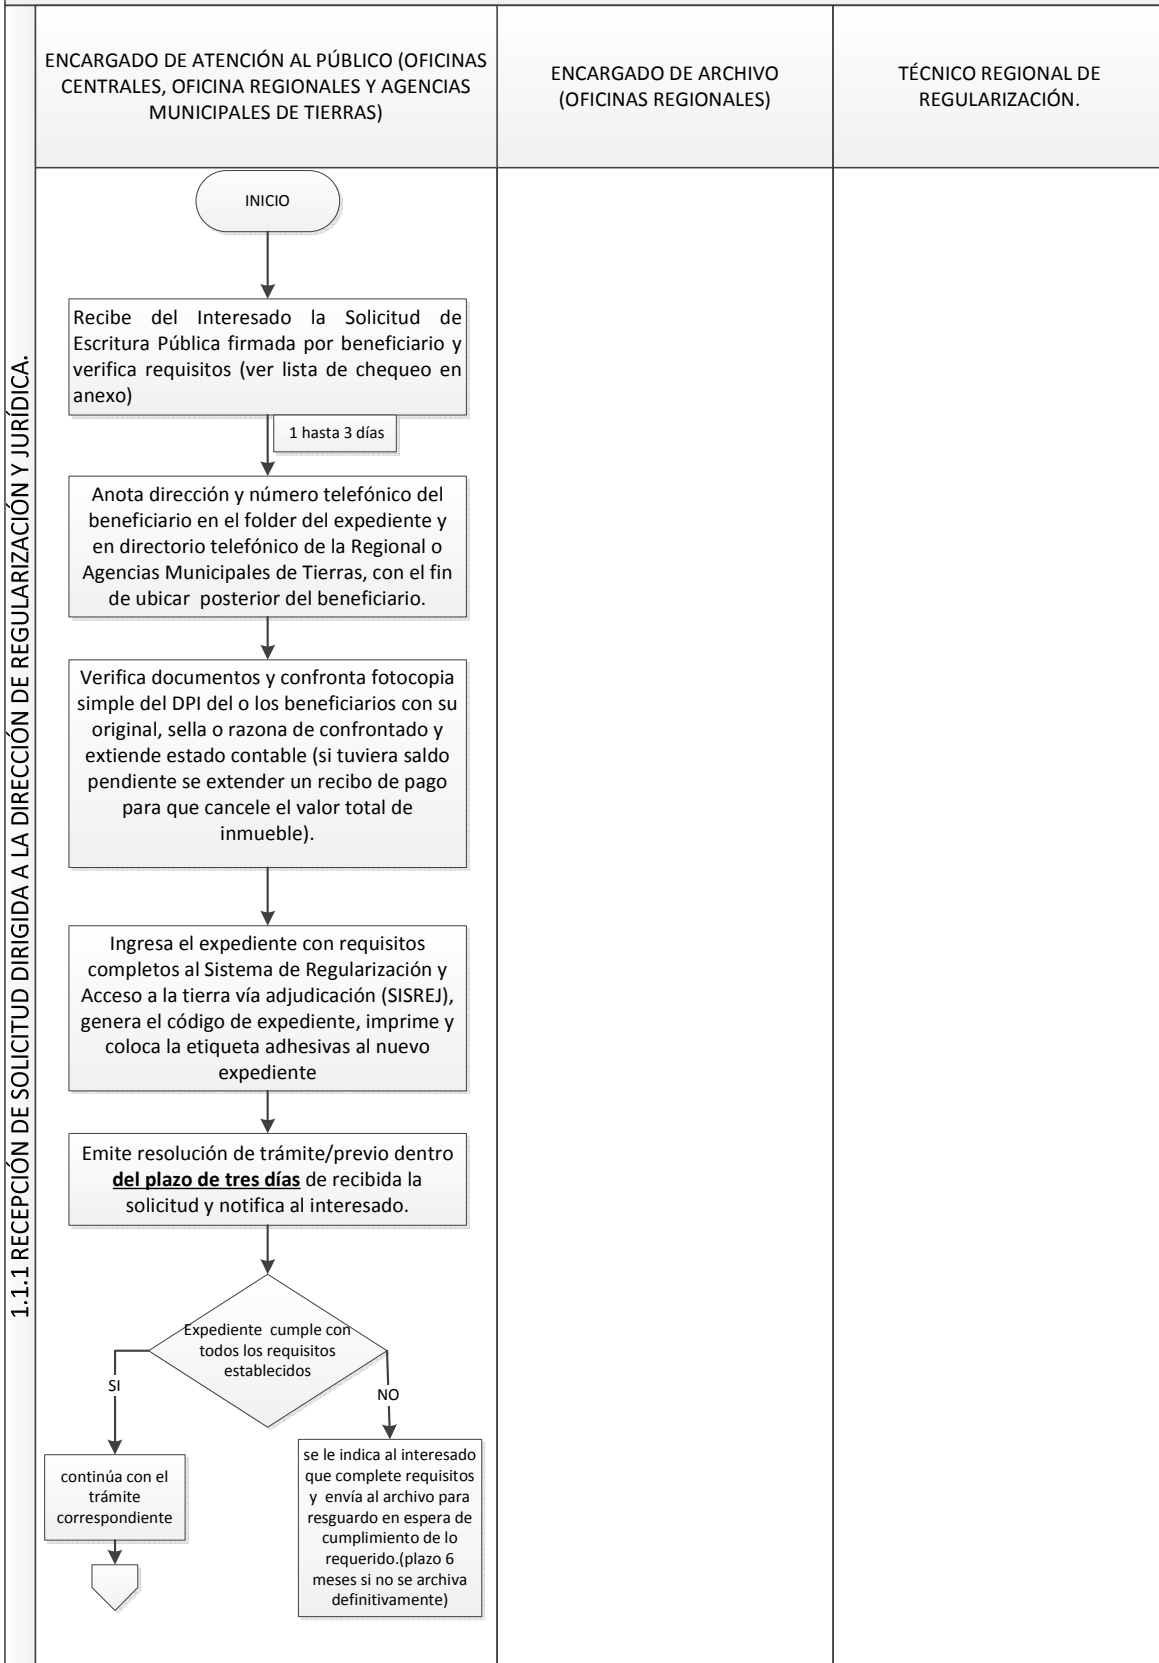 1.1.1 RECEPCIÓN DE SOLICITUD DIRIGIDA A LA DIRECCIÓN DE REGULARIZACIÓN Y JURÍDICA.
ENCARGADO DE ATENCIÓN AL PÚBLICO (OFICINAS
CENTRALES, OFICINA REGIONALES Y AGENCIAS
MUNICIPALES DE TIERRAS)
ENCARGADO DE ARCHIVO
(OFICINAS REGIONALES)
TÉCNICO REGIONAL DE
REGULARIZACIÓN.
INICIO
Recibe del Interesado la Solicitud de
Escritura Pública firmada por beneficiario y
verifica requisitos (ver lista de chequeo en
anexo)
1 hasta 3 días
Anota dirección y número telefónico del
beneficiario en el folder del expediente y
en directorio telefónico de la Regional o
Agencias Municipales de Tierras, con el fin
de ubicar posterior del beneficiario.
Verifica documentos y confronta fotocopia
simple del DPI del o los beneficiarios con su
original, sella o razona de confrontado y
extiende estado contable (si tuviera saldo
pendiente se extender un recibo de pago
para que cancele el valor total de
inmueble).
Ingresa el expediente con requisitos
completos al Sistema de Regularización y
Acceso a la tierra vía adjudicación (SISREJ),
genera el código de expediente, imprime y
coloca la etiqueta adhesivas al nuevo
expediente
Emite resolución de trámite/previo dentro
del plazo de tres días de recibida la
solicitud y notifica al interesado.
Expediente cumple con
todos los requisitos
establecidos
SI
NO
continúa con el
trámite
correspondiente
se le indica al interesado
que complete requisitos
y envía al archivo para
resguardo en espera de
cumplimiento de lo
requerido.(plazo 6
meses si no se archiva
definitivamente)